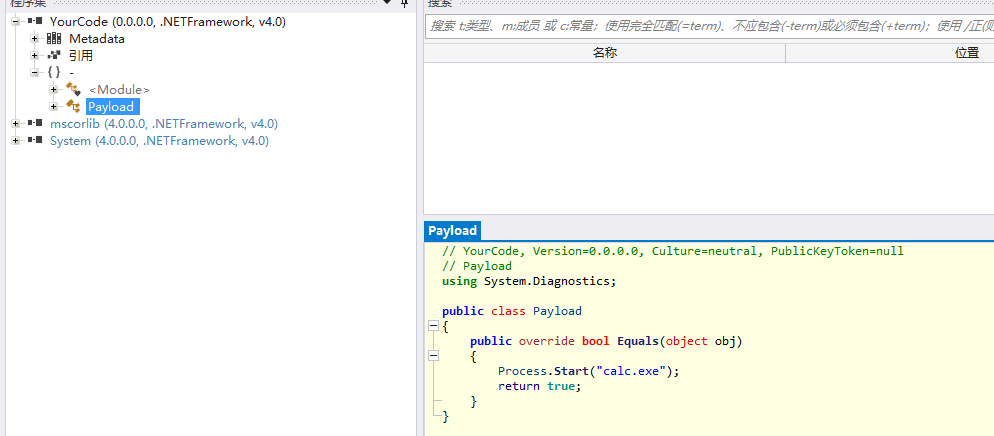 程序集
YourCode (0.0.0.0, .NETFramework, v4.0)
Metadata
引用
{ } -
<Module>
Payload
mscorlib (4.0.0.0, .NETFramework, v4.0)
System (4.0.0.0, .NETFramework, v4.0)
搜索
搜索 t:类型、m:成员 或 c:常量；使用完全匹配(=term)、不应包含(-term)或必须包含(+term)；使用 /正(则
名称
位置
Payload
// YourCode, Version=0.0.0.0, Culture=neutral, PublicKeyToken=null
// Payload
using System.Diagnostics;
public class Payload
{
public override bool Equals(object obj)
{
Process.Start("calc.exe");
return true;
}
}